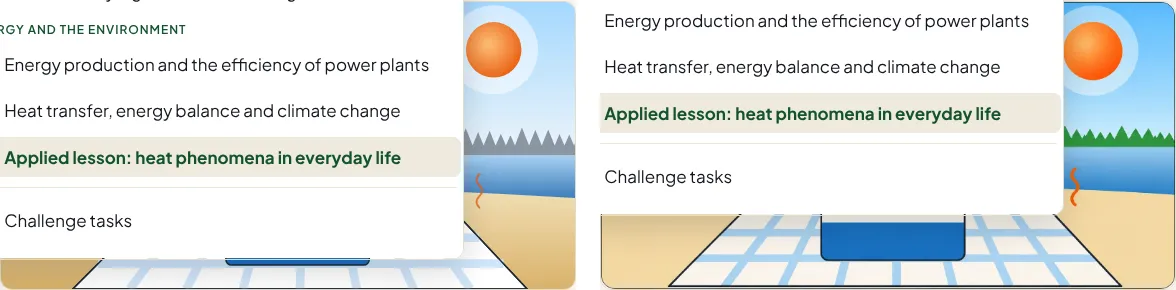 RGY AND THE ENVIRONMENT
Energy production and the efficiency of power plants
Heat transfer, energy balance and climate change
Applied lesson: heat phenomena in everyday life
Challenge tasks
Energy production and the efficiency of power plants
Heat transfer, energy balance and climate change
Applied lesson: heat phenomena in everyday life
Challenge tasks